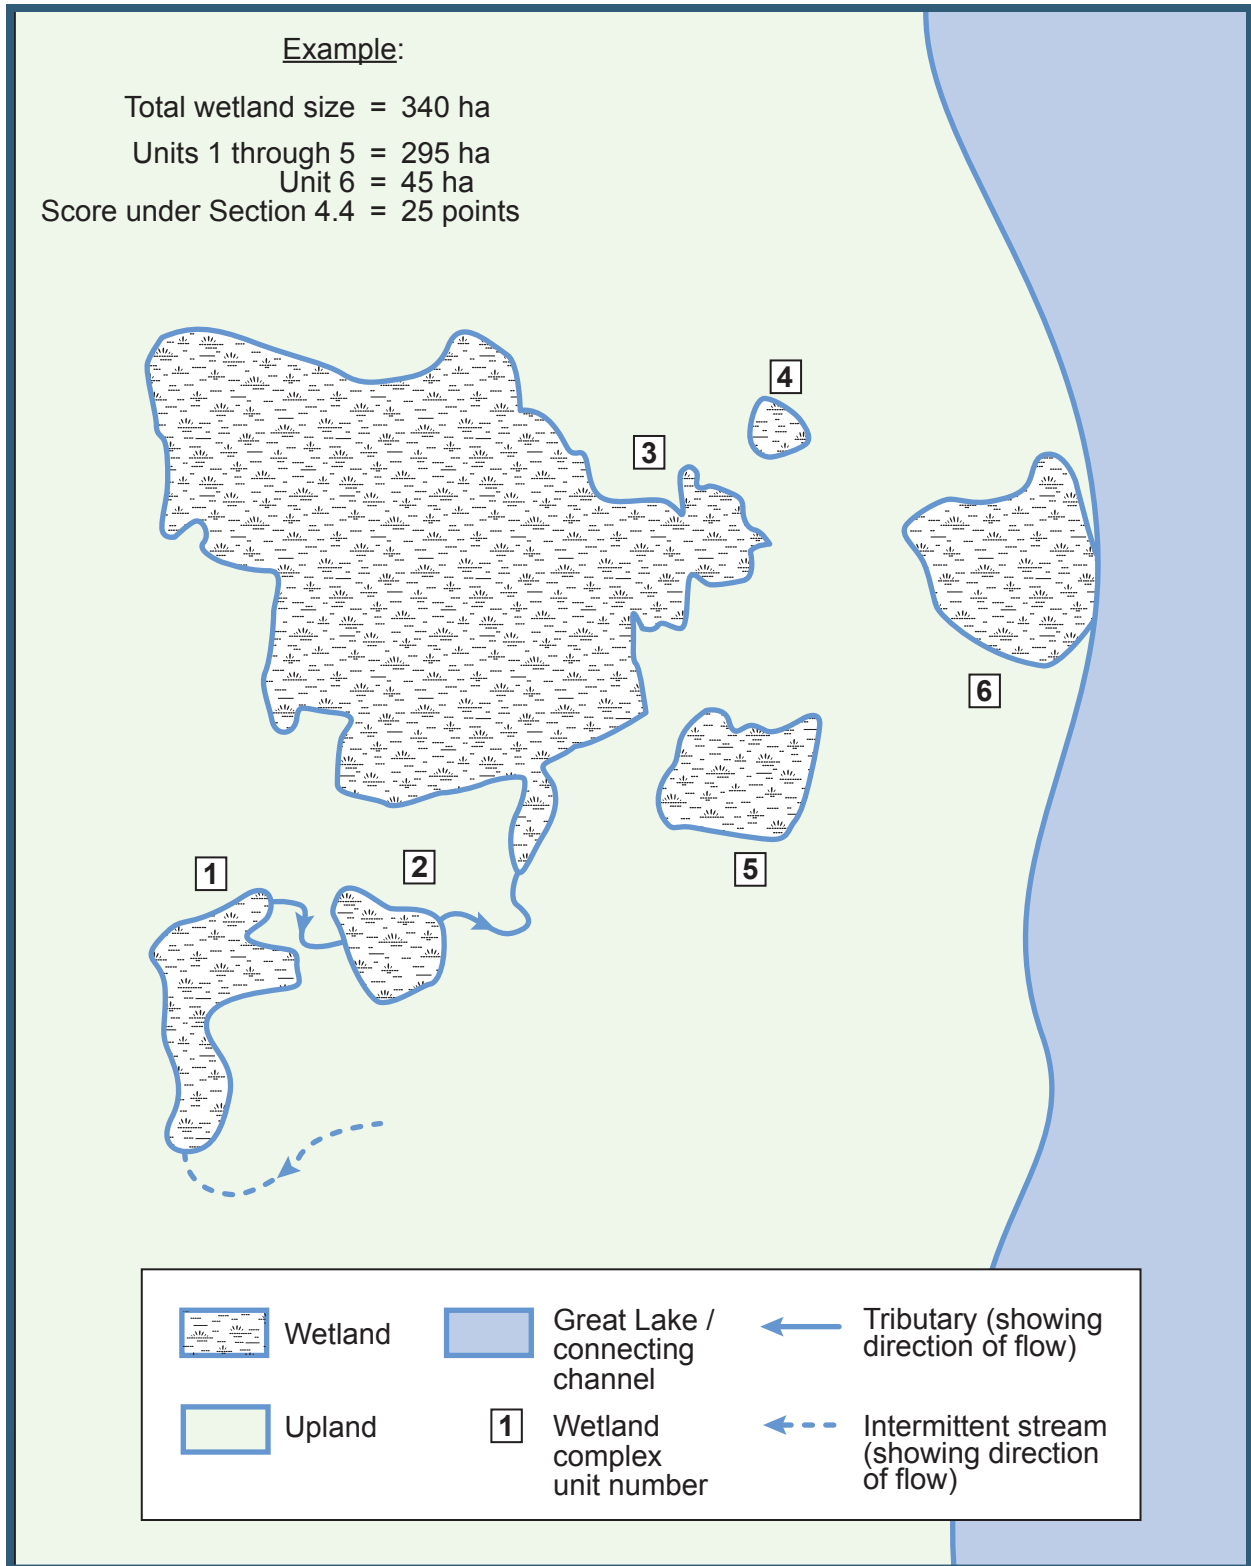 Example:
Total wetland size = 340 ha
Units 1 through 5 = 295 ha
Unit 6 = 45 ha
Score under Section 4.4 = 25 points
4
3
6
1
2
5
Wetland
Great Lake /
connecting
channel
Tributary (showing
direction of flow)
Upland
1
Wetland
complex
unit number
Intermittent stream
(showing direction
of flow)